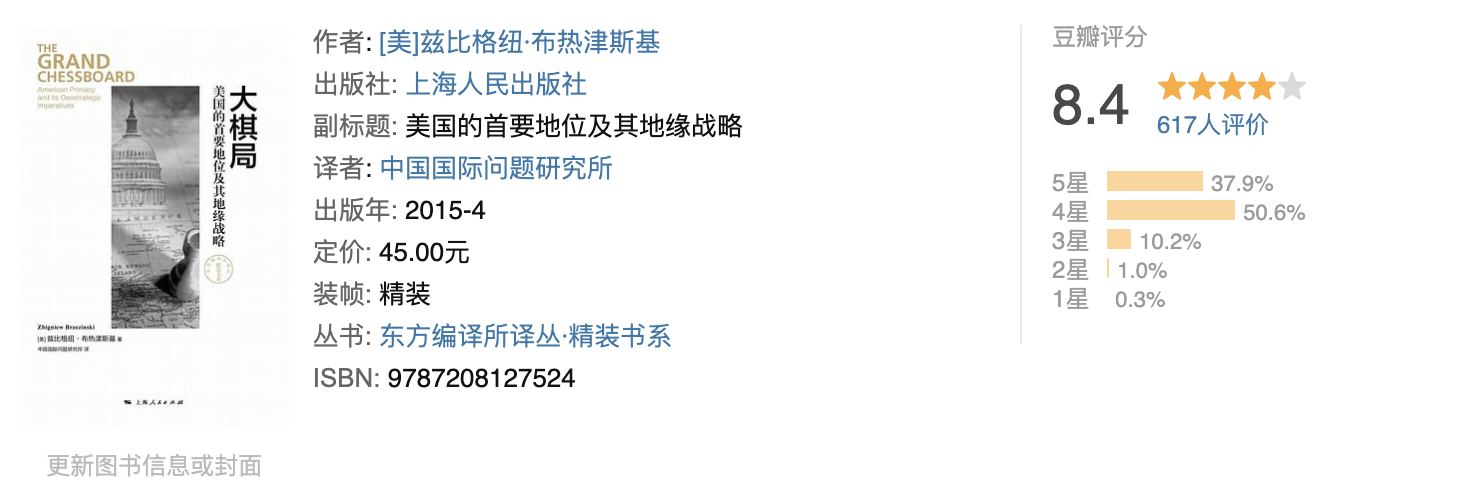 THE
GRAND
CHESSBOARD
American Primacy
and Its Geostrategic
Imperatives
大棋局
美国的首要地位及其地缘战略
Zbigniew Brzezinski
[美]兹比格纽·布热津斯基 著
中国国际问题研究所 译
上海人民出版社
更新图书信息或封面
作者: [美]兹比格纽·布热津斯基
出版社: 上海人民出版社
副标题: 美国的首要地位及其地缘战略
译者: 中国国际问题研究所
出版年: 2015-4
定价: 45.00元
装帧: 精装
丛书: 东方编译所译丛·精装书系
ISBN: 9787208127524
豆瓣评分
8.4
617人评价
5星 37.9%
4星 50.6%
3星 10.2%
2星 1.0%
1星 0.3%